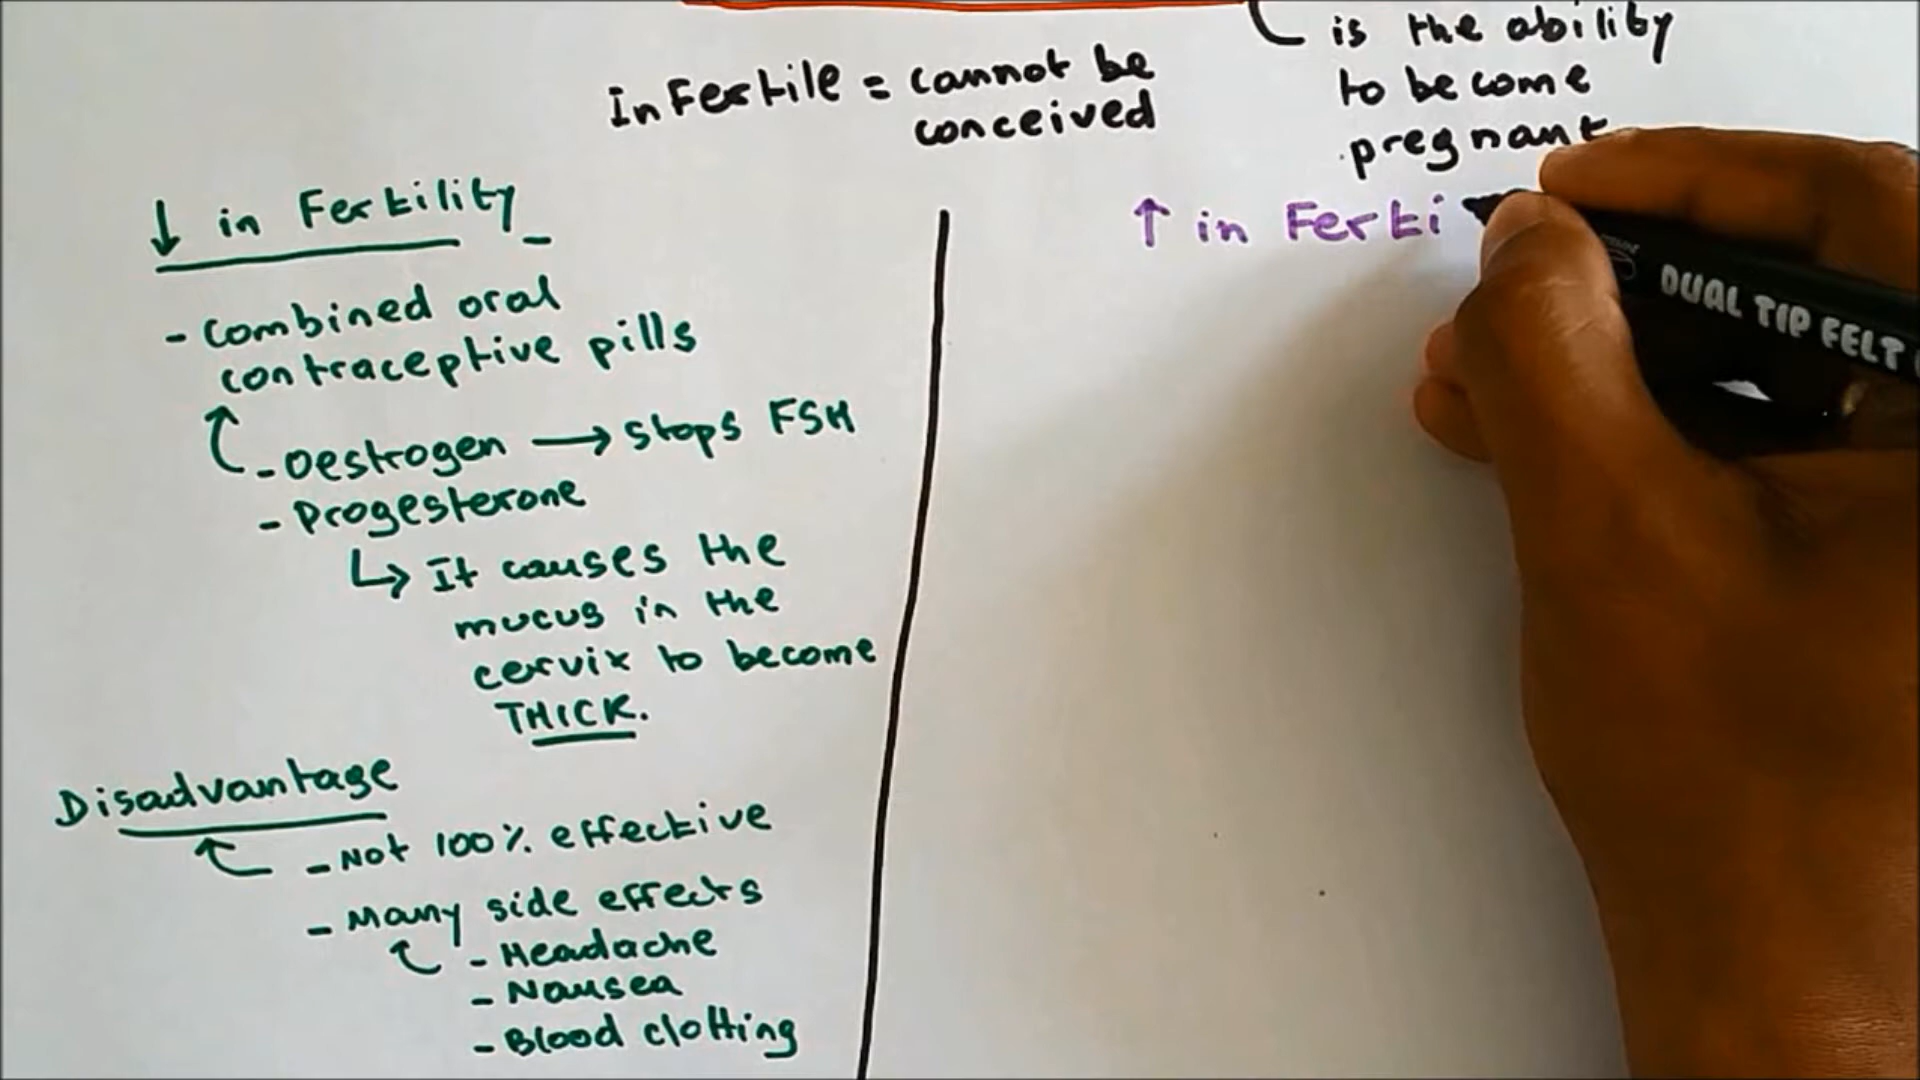 is the ability
to become
pregnant
InFertile = cannot be
conceived
↓ in Fertility
- combined oral
contraceptive pills
- Oestrogen → stops FSH
- Progesterone
↳ It causes the
mucus in the
cervix to become
THICK.
Disadvantage
- Not 100% effective
- Many side effects
- Headache
- Nausea
- Blood clotting
↑ in Ferti
DUAL TIP FELT